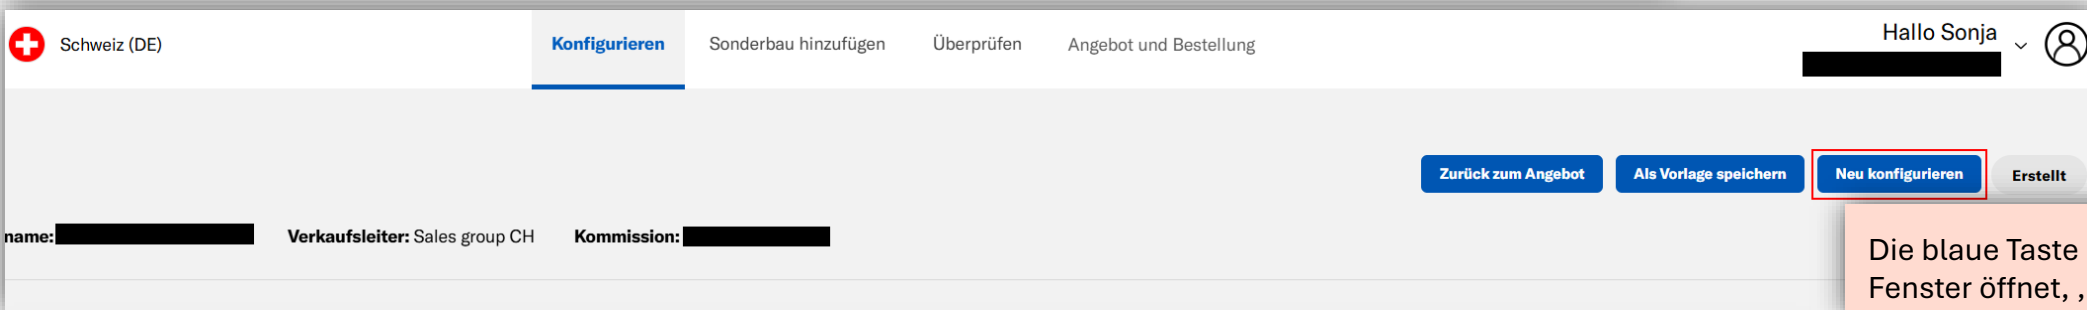 Schweiz (DE)
Konfigurieren
Sonderbau hinzufügen
Überprüfen
Angebot und Bestellung
Hallo Sonja
Zurück zum Angebot
Als Vorlage speichern
Neu konfigurieren
Erstellt
name:
Verkaufsleiter: Sales group CH
Kommission:
Die blaue Taste
Fenster öffnet, ,